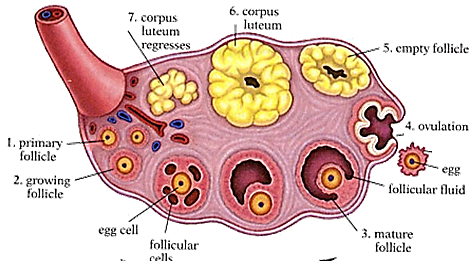 7. corpus
luteum
regresses
6. corpus
luteum
5. empty follicle
4. ovulation
egg
follicular fluid
3. mature
follicle
1. primary
follicle
2. growing
follicle
egg cell
follicular
cells